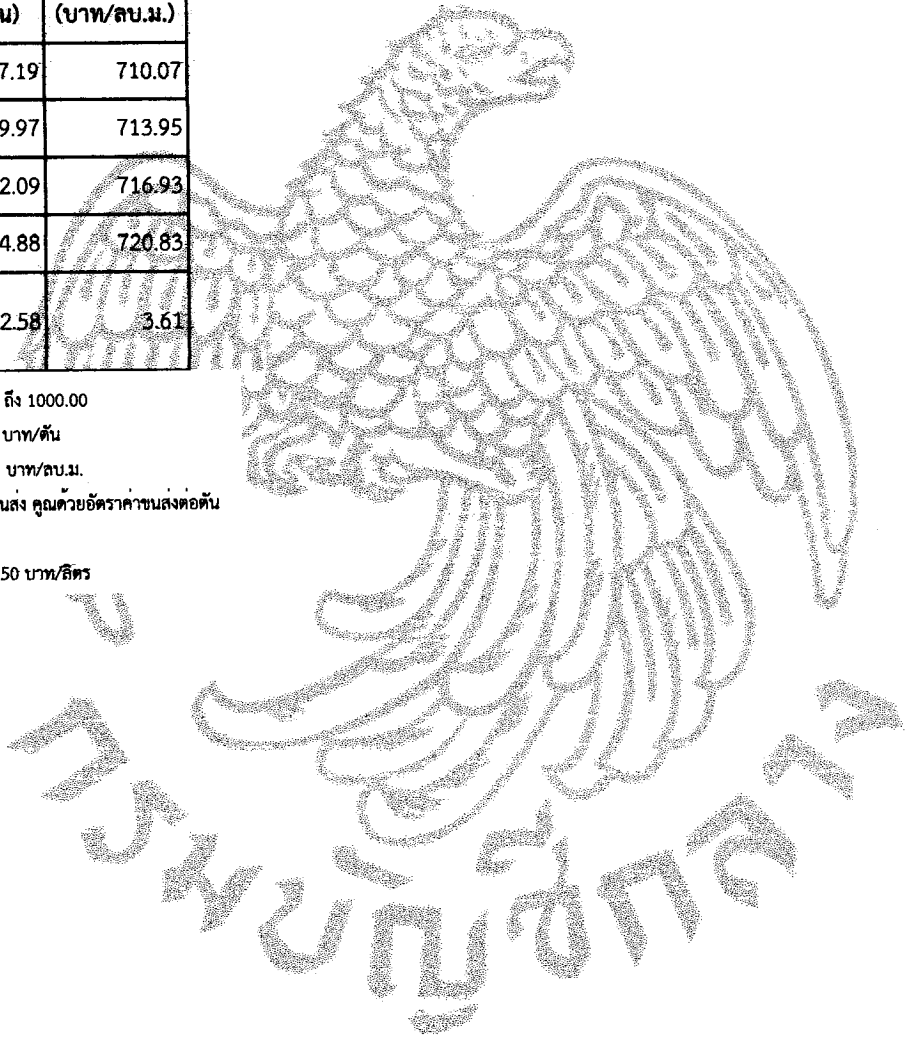 น) (บาท/ลบ.ม.)
7.19 710.07
9.97 713.95
2.09 716.93
4.88 720.83
2.58 3.61
ถึง 1000.00
บาท/ตัน
บาท/ลบ.ม.
นส่ง คูณด้วยอัตราค่าขนส่งต่อตัน
50 บาท/ลิตร
กรมบัญชีกลาง